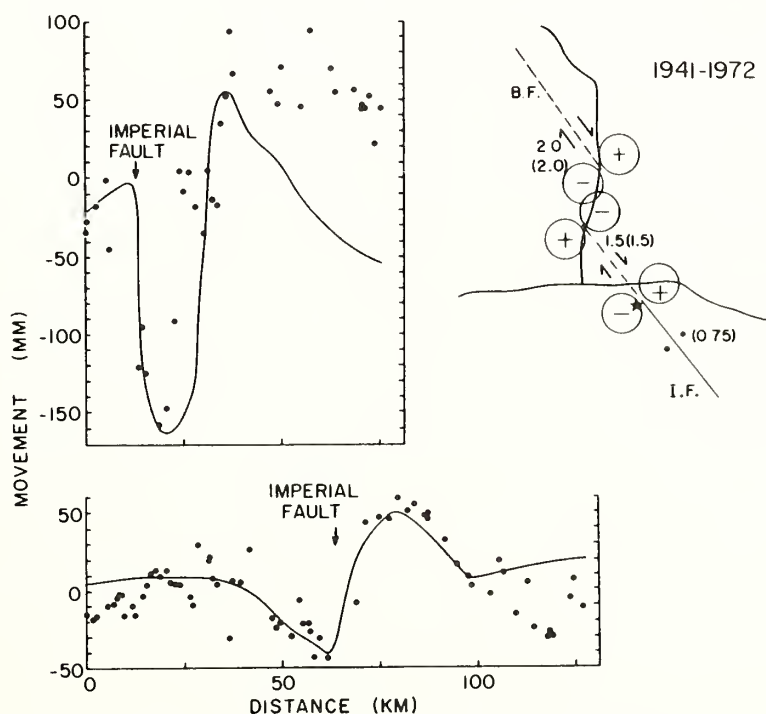 100
50
0
-50
-100
-150
MOVEMENT (MM)
IMPERIAL
FAULT
1941-1972
B.F.
2.0
(2.0)
+
-
-
+
1.5(1.5)
+
-
(0.75)
I.F.
50
0
-50
IMPERIAL
FAULT
0
50
100
DISTANCE (KM)